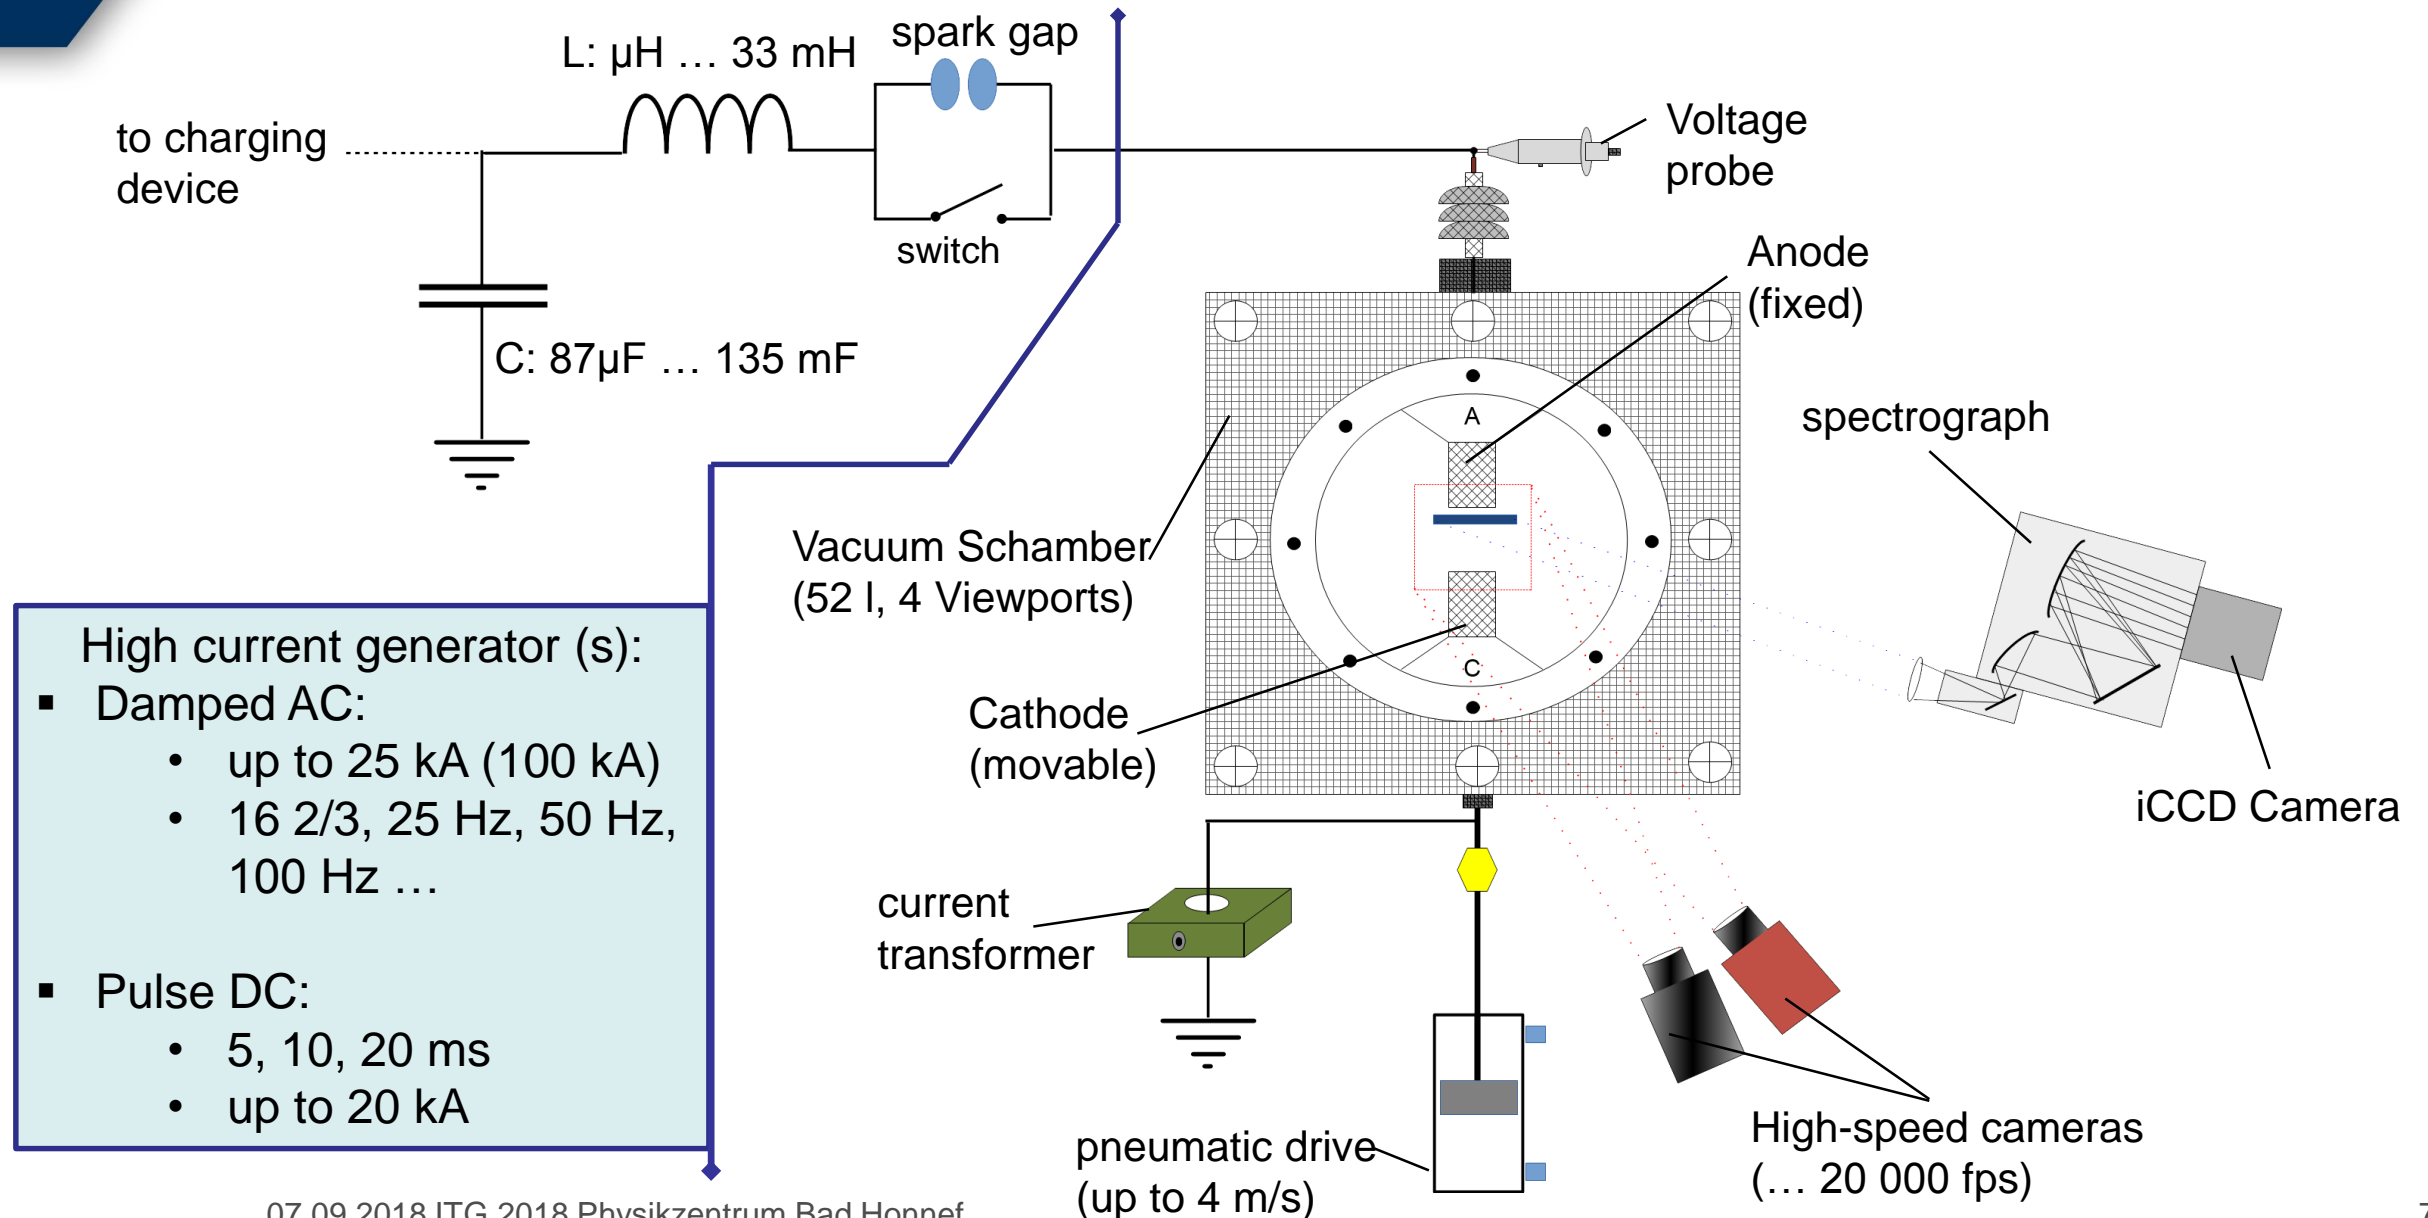 spark gap
L: µH … 33 mH
to charging
device
switch
C: 87µF … 135 mF
Voltage
probe
Anode
(fixed)
A
spectrograph
Vacuum Schamber
(52 l, 4 Viewports)
C
Cathode
(movable)
iCCD Camera
High current generator (s):
▪ Damped AC:
• up to 25 kA (100 kA)
• 16 2/3, 25 Hz, 50 Hz,
100 Hz …
▪ Pulse DC:
• 5, 10, 20 ms
• up to 20 kA
current
transformer
pneumatic drive
(up to 4 m/s)
High-speed cameras
(… 20 000 fps)
07.09.2018 ITG 2018 Physikzentrum Bad Honnef
7